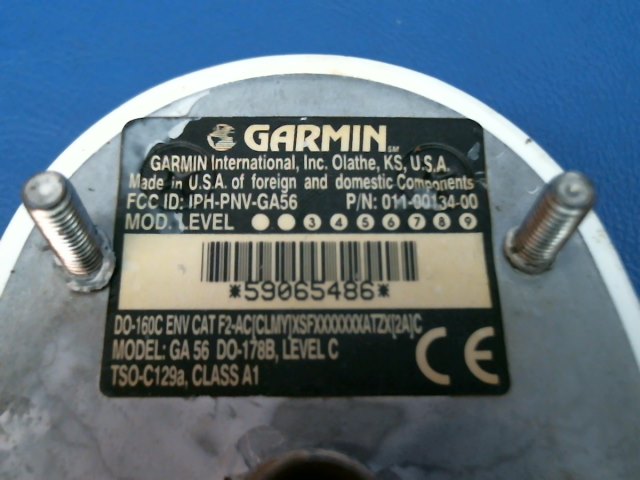 GARMIN SM
GARMIN International, Inc. Olathe, KS, U.S.A.
Made in U.S.A. of foreign and domestic Components
FCC ID: IPH-PNV-GA56 P/N: 011-00134-00
MOD. LEVEL 3 4 5 6 7 8 9
*59065486*
DO-160C ENV CAT F2-AC[CLMY]XSFXXXXXXXATZX[2A]C
MODEL: GA 56 DO-178B, LEVEL C
TSO-C129a, CLASS A1
CE